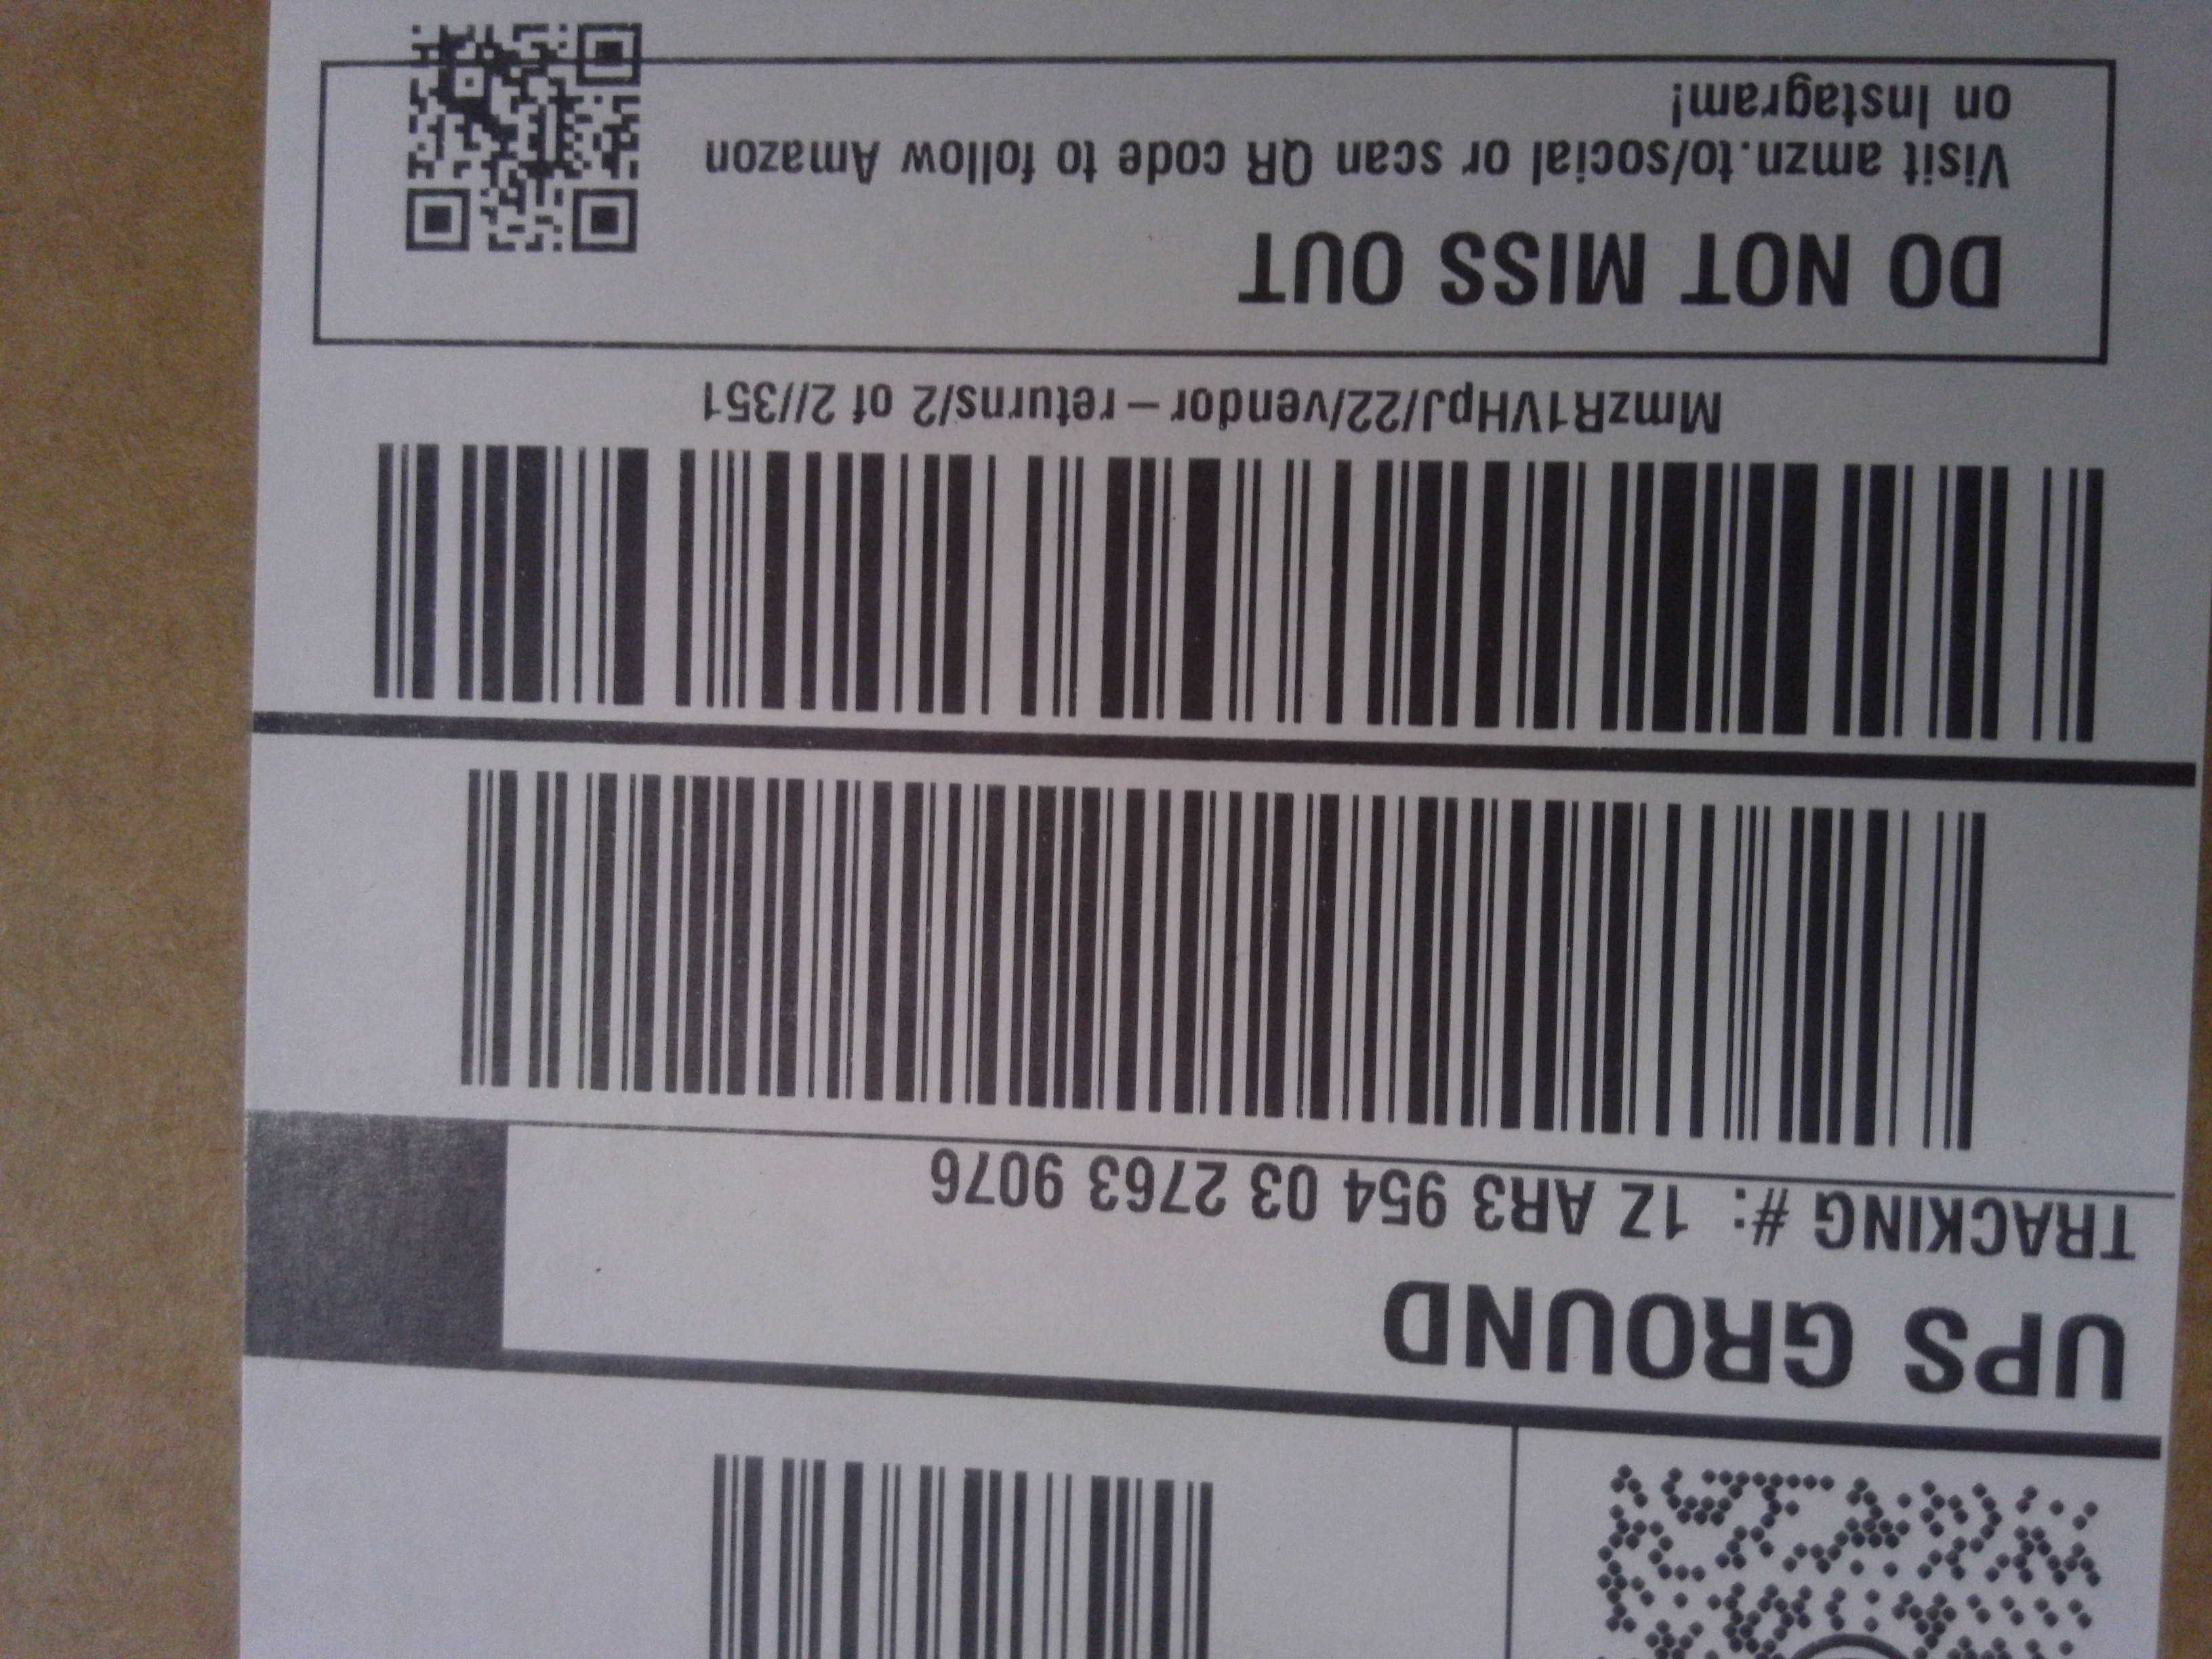 UPS GROUND
TRACKING #: 1Z AR3 954 03 2763 9076
MmzR1VHpJ/22/vendor–returns/2 of 2//351
DO NOT MISS OUT
Visit amzn.to/social or scan QR code to follow Amazon
on Instagram!